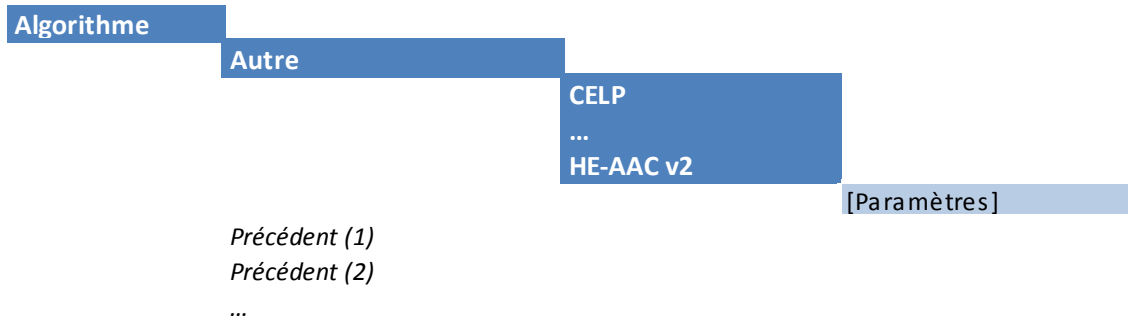 Algorithme
Autre
CELP
…
HE-AAC v2
[Paramètres]
Précédent (1)
Précédent (2)
…